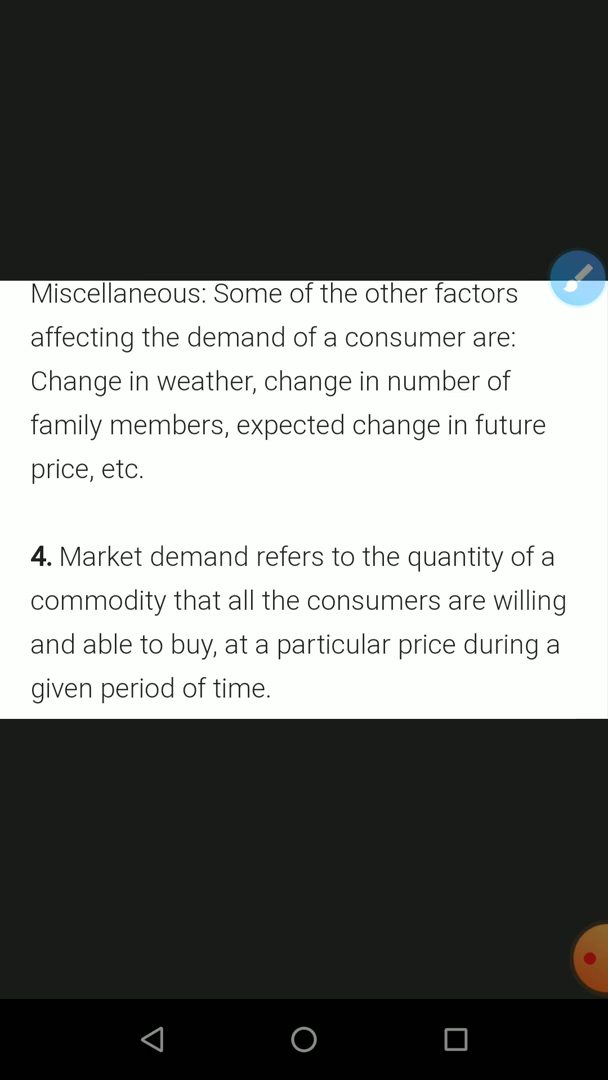 Miscellaneous: Some of the other factors
affecting the demand of a consumer are:
Change in weather, change in number of
family members, expected change in future
price, etc.
4. Market demand refers to the quantity of a
commodity that all the consumers are willing
and able to buy, at a particular price during a
given period of time.